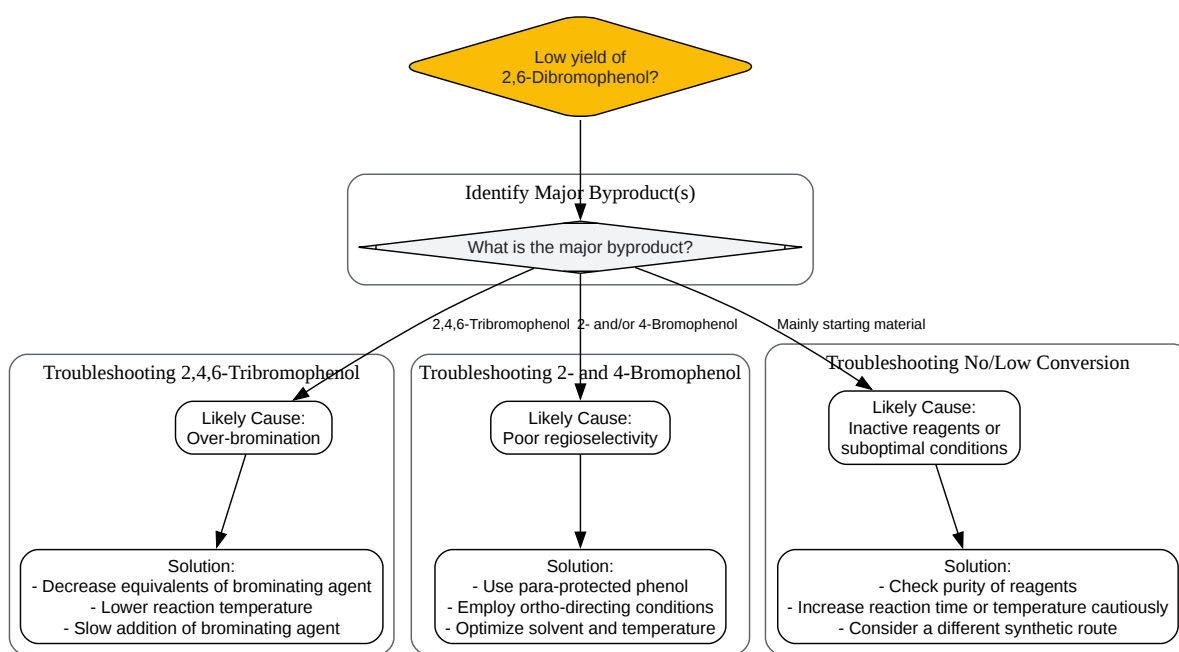 Low yield of
2,6-Dibromophenol?
Identify Major Byproduct(s)
What is the major byproduct?
2,4,6-Tribromophenol
2- and/or 4-Bromophenol
Mainly starting material
Troubleshooting 2,4,6-Tribromophenol
Likely Cause:
Over-bromination
Solution:
- Decrease equivalents of brominating agent
- Lower reaction temperature
- Slow addition of brominating agent
Troubleshooting 2- and 4-Bromophenol
Likely Cause:
Poor regioselectivity
Solution:
- Use para-protected phenol
- Employ ortho-directing conditions
- Optimize solvent and temperature
Troubleshooting No/Low Conversion
Likely Cause:
Inactive reagents or
suboptimal conditions
Solution:
- Check purity of reagents
- Increase reaction time or temperature cautiously
- Consider a different synthetic route